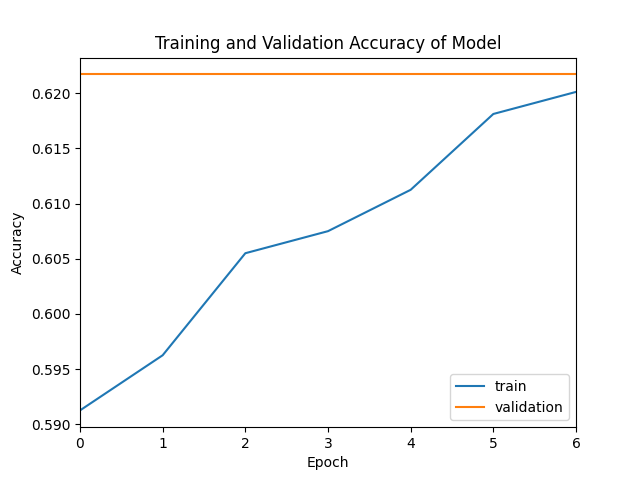 Training and Validation Accuracy of Model
0.620
0.615
0.610
0.605
0.600
0.595
0.590
Accuracy
train
validation
0 1 2 3 4 5 6
Epoch